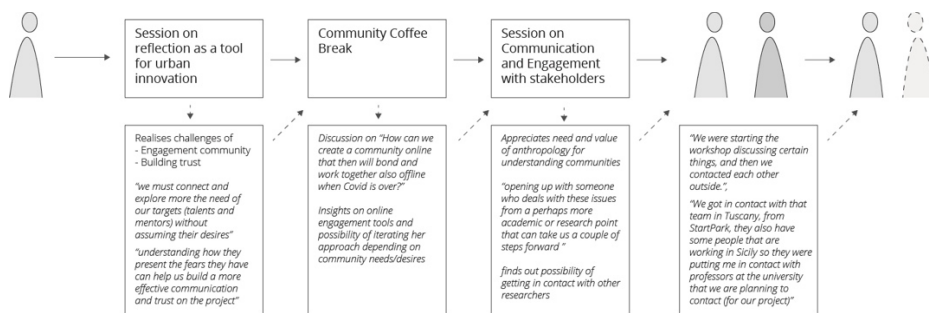 Session on
reflection as a tool
for urban
innovation
Community Coffee
Break
Session on
Communication
and Engagement
with stakeholders
Realises challenges of
- Engagement community
- Building trust
"we must connect and
explore more the need of
our targets (talents and
mentors) without
assuming their desires"
"understanding how they
present the fears they have
can help us build a more
effective communication
and trust on the project"
Discussion on "How can we
create a community online
that then will bond and
work together also offline
when Covid is over?"
Insights on online
engagement tools and
possibility of iterating her
approach depending on
community needs/desires
Appreciates need and value
of anthropology for
understanding communities
"opening up with someone
who deals with these issues
from a perhaps more
academic or research point
that can take us a couple of
steps forward "
finds out possibility of
getting in contact with other
researchers
"We were starting the
workshop discussing certain
things, and then we
contacted each other
outside.",
"We got in contact with that
team in Tuscany, from
StartPark, they also have
some people that are
working in Sicily so they were
putting me in contact with
professors at the university
that we are planning to
contact (for our project)"